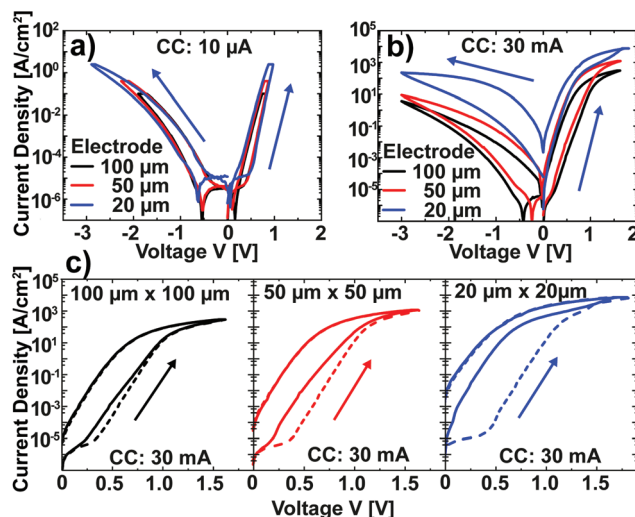 a)
CC: 10 µA
Current Density [A/cm²]
10²
10⁰
10⁻²
10⁻⁴
10⁻⁶
Electrode
100 µm
50 µm
20 µm
-3 -2 -1 0 1 2
Voltage V [V]
b)
CC: 30 mA
10⁵
10³
10¹
10⁻¹
10⁻³
10⁻⁵
Electrode
100 µm
50 µm
20 µm
-4 -3 -2 -1 0 1 2
Voltage V [V]
c)
Current Density [A/cm²]
10⁵
10³
10¹
10⁻¹
10⁻³
10⁻⁵
100 µm x 100 µm
50 µm x 50 µm
20 µm x 20µm
CC: 30 mA
CC: 30 mA
CC: 30 mA
0 0.5 1.0 1.5
0 0.5 1.0 1.5
0 0.5 1.0 1.5
Voltage V [V]